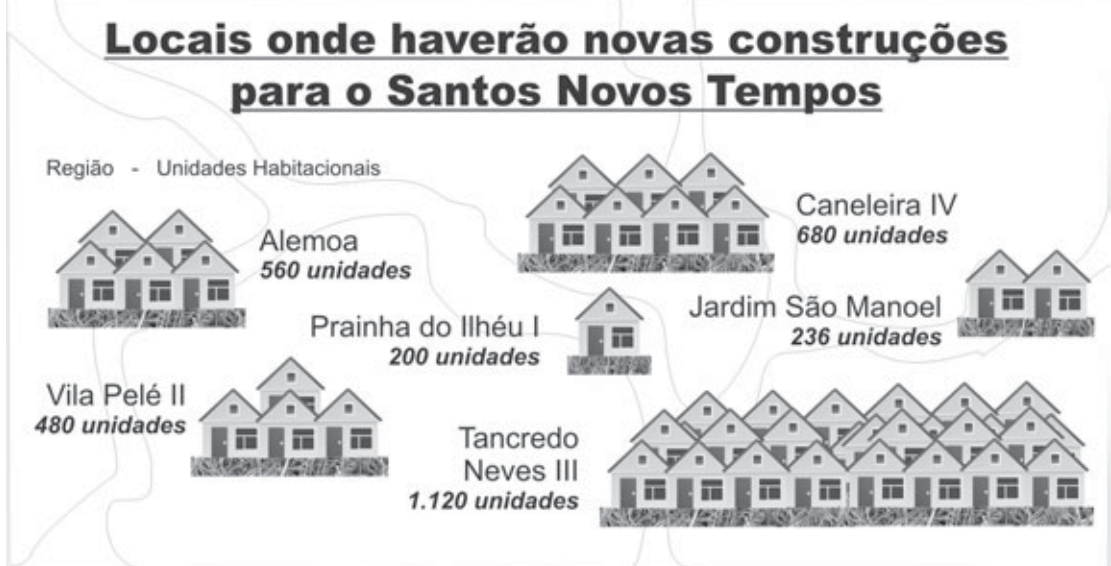 Locais onde haverão novas construções
para o Santos Novos Tempos
Região - Unidades Habitacionais
Alemoa
560 unidades
Caneleira IV
680 unidades
Prainha do Ilhéu I
200 unidades
Jardim São Manoel
236 unidades
Vila Pelé II
480 unidades
Tancredo
Neves III
1.120 unidades